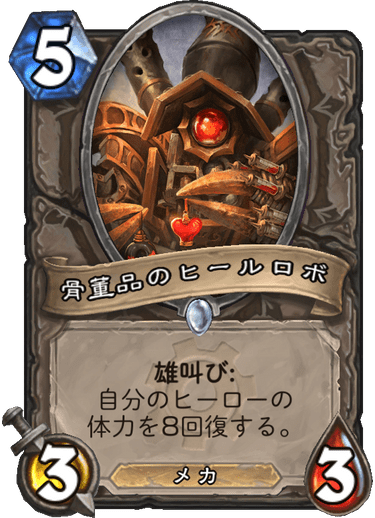 5
骨董品のヒールロボ
雄叫び:
自分のヒーローの
体力を8回復する。
3
メカ
3